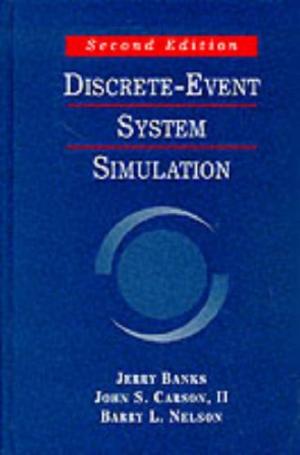 Second Edition
DISCRETE-EVENT
SYSTEM
SIMULATION
JERRY BANKS
JOHN S. CARSON, II
BARRY L. NELSON